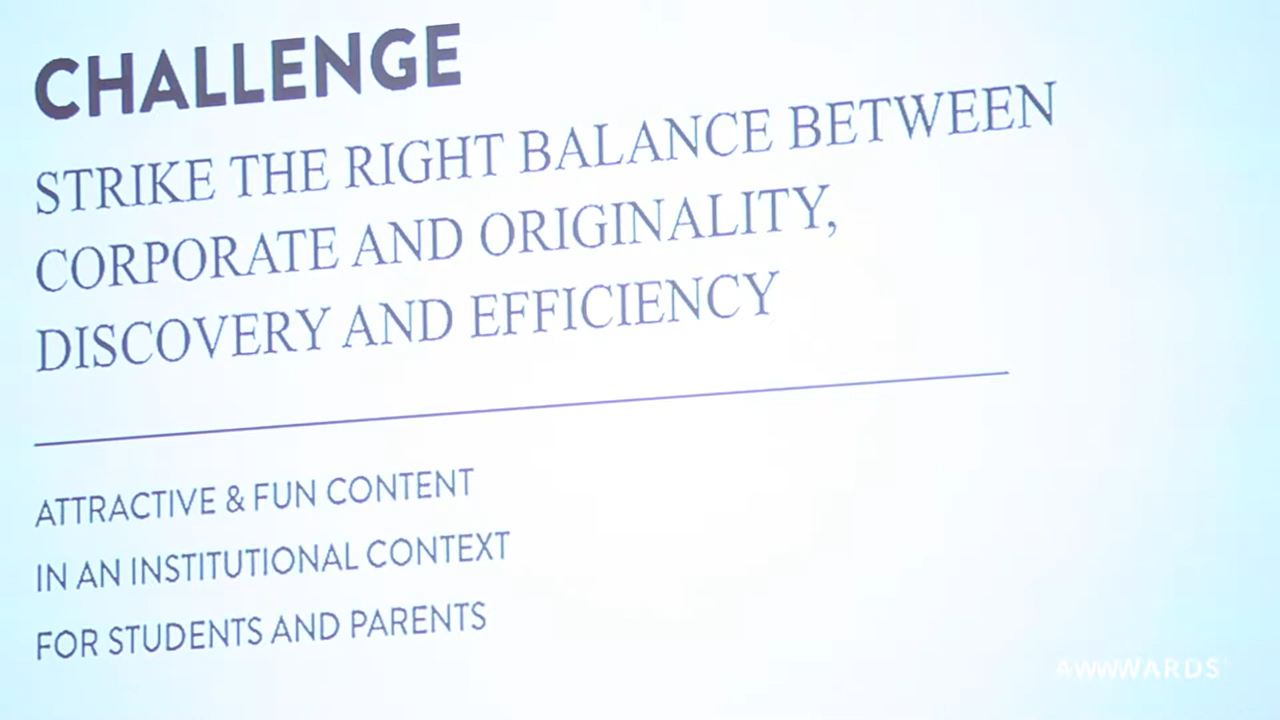 CHALLENGE
STRIKE THE RIGHT BALANCE BETWEEN
CORPORATE AND ORIGINALITY,
DISCOVERY AND EFFICIENCY
ATTRACTIVE & FUN CONTENT
IN AN INSTITUTIONAL CONTEXT
FOR STUDENTS AND PARENTS
AWWWARDS